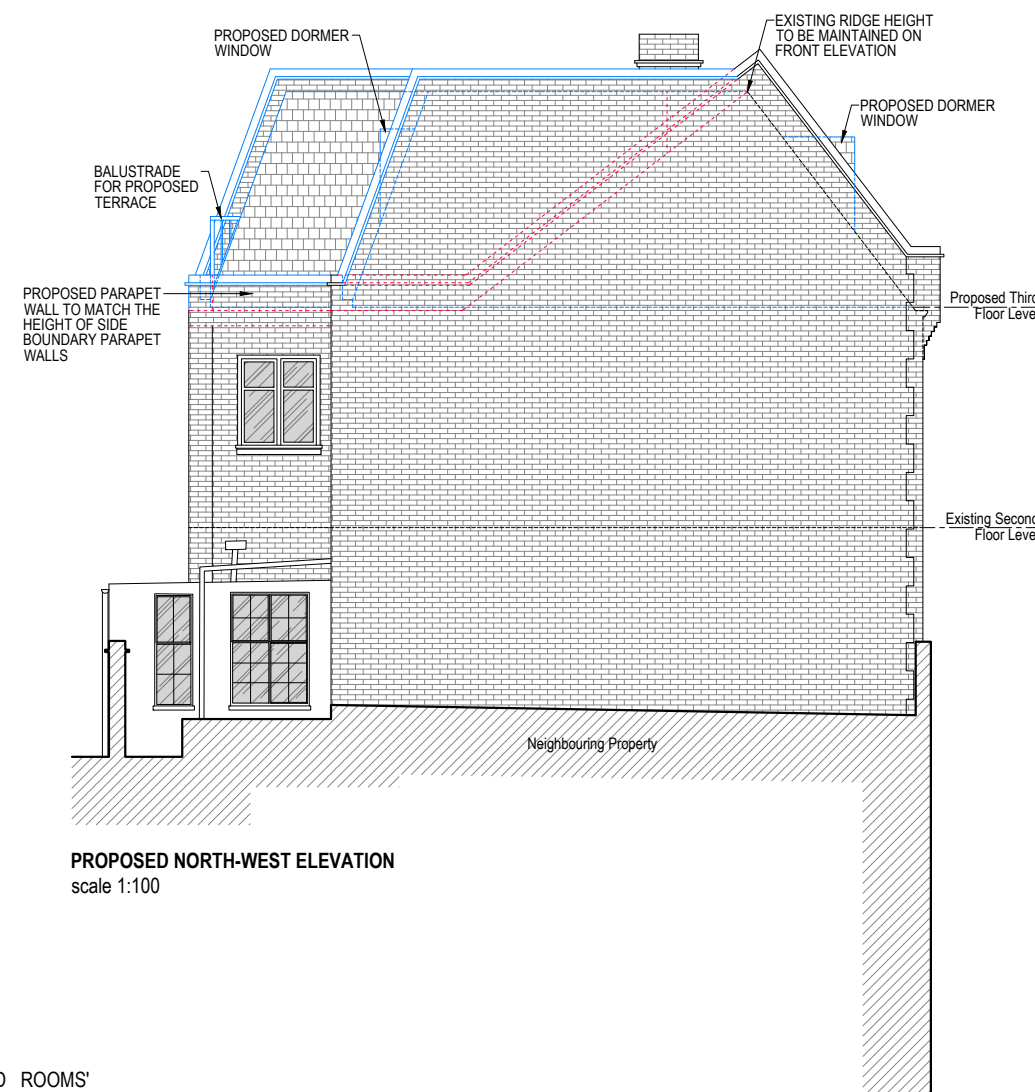 PROPOSED DORMER
WINDOW
EXISTING RIDGE HEIGHT
TO BE MAINTAINED ON
FRONT ELEVATION
PROPOSED DORMER
WINDOW
BALUSTRADE
FOR PROPOSED
TERRACE
PROPOSED PARAPET
WALL TO MATCH THE
HEIGHT OF SIDE
BOUNDARY PARAPET
WALLS
Proposed Third
Floor Leve
Existing Second
Floor Leve
Neighbouring Property
PROPOSED NORTH-WEST ELEVATION
scale 1:100
ROOMS'